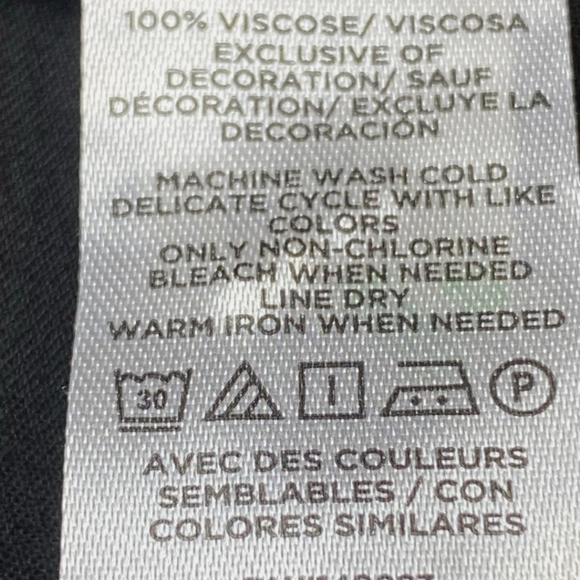 100% VISCOSE/ VISCOSA
EXCLUSIVE OF
DECORATION/ SAUF
DÉCORATION/ EXCLUYE LA
DECORACIÓN
MACHINE WASH COLD
DELICATE CYCLE WITH LIKE
COLORS
ONLY NON-CHLORINE
BLEACH WHEN NEEDED
LINE DRY
WARM IRON WHEN NEEDED
30 P
AVEC DES COULEURS
SEMBLABLES / CON
COLORES SIMILARES